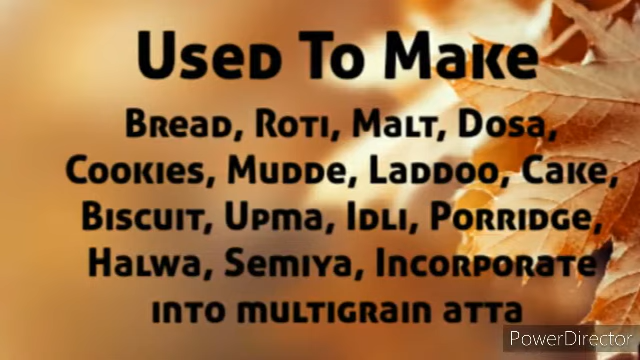 Used To Make
Bread, Roti, Malt, Dosa,
Cookies, Mudde, Laddoo, Cake,
Biscuit, Upma, Idli, Porridge,
Halwa, Semiya, Incorporate
into multigrain atta
PowerDirector